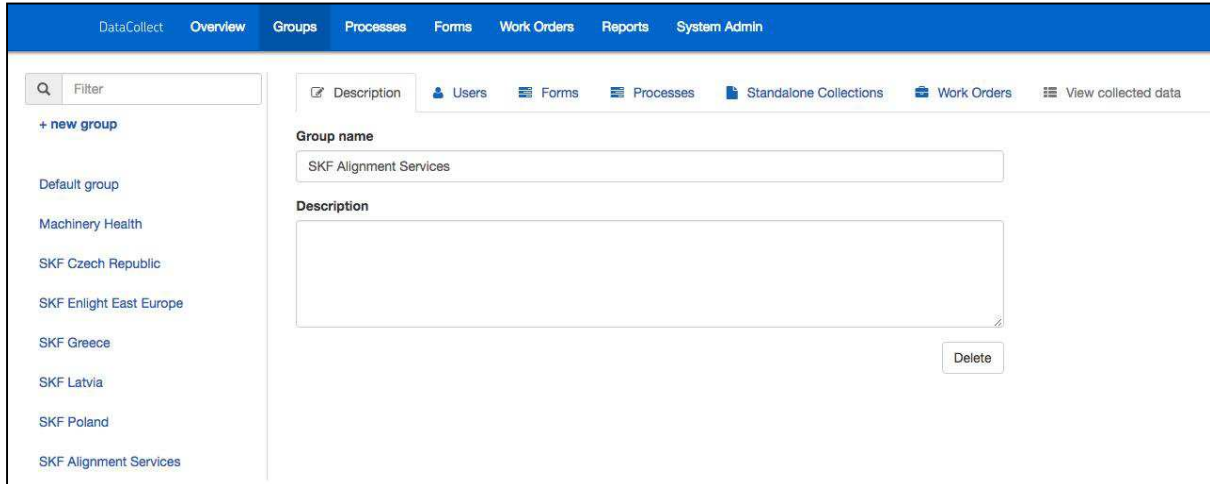 DataCollect Overview Groups Processes Forms Work Orders Reports System Admin
Filter
+ new group
Default group
Machinery Health
SKF Czech Republic
SKF Enlight East Europe
SKF Greece
SKF Latvia
SKF Poland
SKF Alignment Services
Description Users Forms Processes Standalone Collections Work Orders View collected data
Group name
SKF Alignment Services
Description
Delete